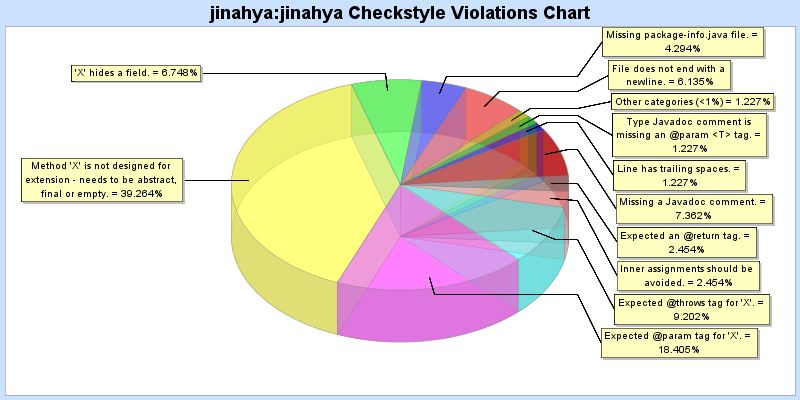 jinahya:jinahya Checkstyle Violations Chart
Missing package-info.java file. =
4.294%
File does not end with a
newline. = 6.135%
Other categories (<1%) = 1.227%
Type Javadoc comment is
missing an @param <T> tag. =
1.227%
Line has trailing spaces. =
1.227%
Missing a Javadoc comment. =
7.362%
Expected an @return tag. =
2.454%
Inner assignments should be
avoided. = 2.454%
Expected @throws tag for 'X'. =
9.202%
Expected @param tag for 'X'. =
18.405%
Method 'X' is not designed for
extension - needs to be abstract,
final or empty. = 39.264%
'X' hides a field. = 6.748%